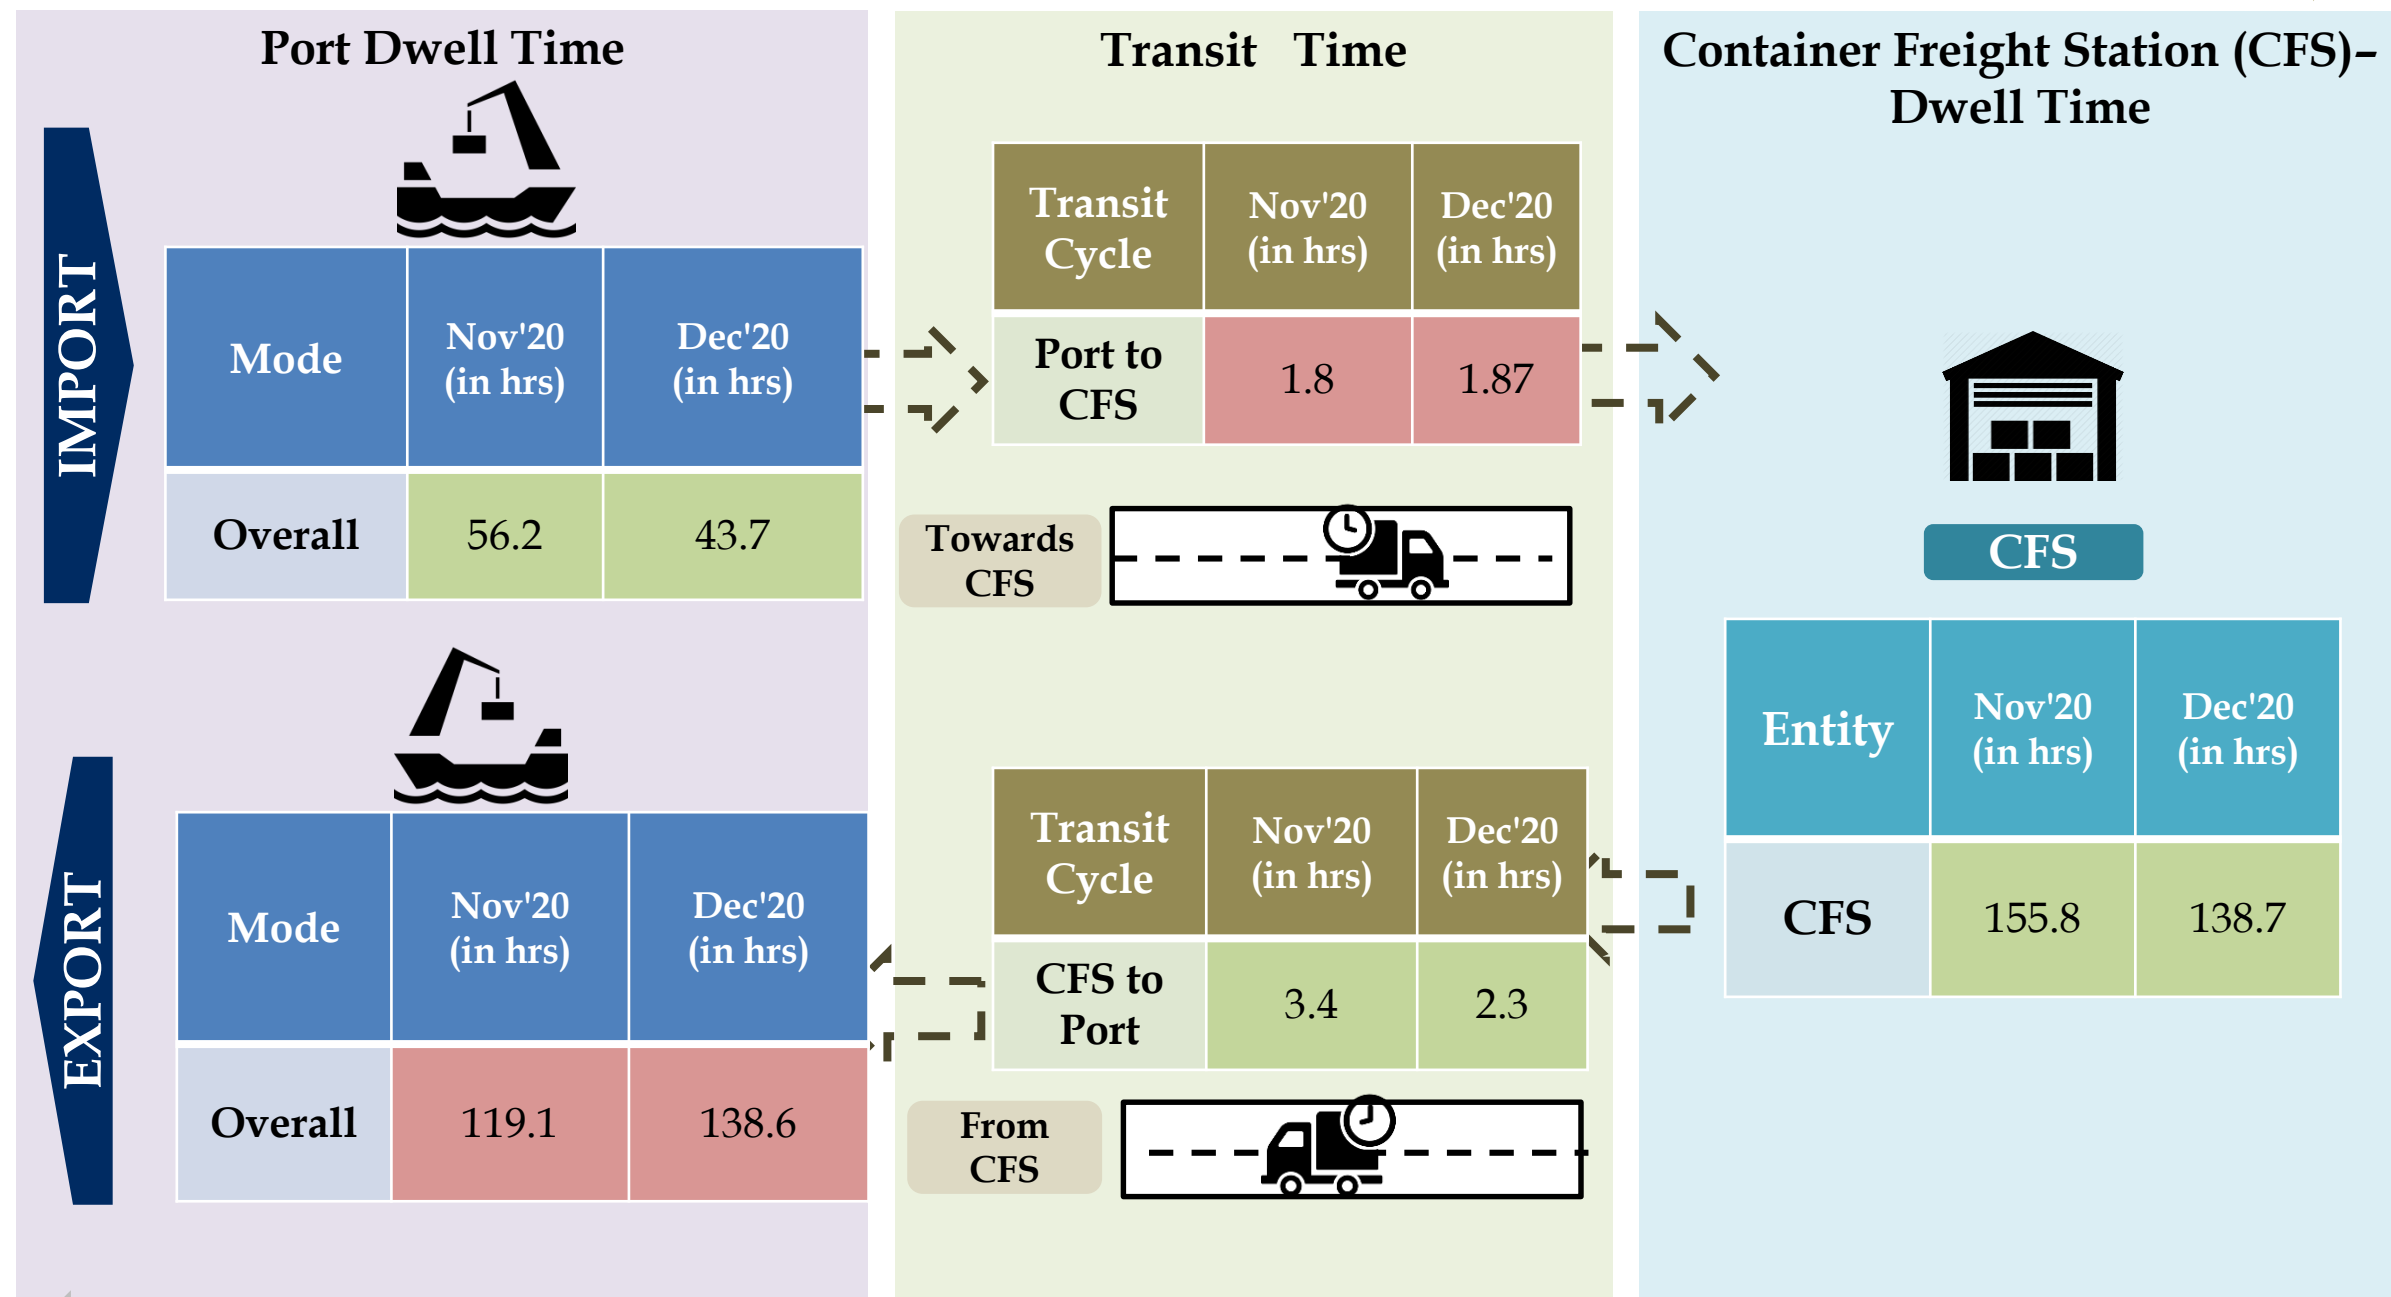 Port Dwell Time
IMPORT
Mode
Nov'20
(in hrs)
Dec'20
(in hrs)
Overall
56.2
43.7
EXPORT
Mode
Nov'20
(in hrs)
Dec'20
(in hrs)
Overall
119.1
138.6
Transit Time
Transit
Cycle
Nov'20
(in hrs)
Dec'20
(in hrs)
Port to
CFS
1.8
1.87
Towards
CFS
Transit
Cycle
Nov'20
(in hrs)
Dec'20
(in hrs)
CFS to
Port
3.4
2.3
From
CFS
Container Freight Station (CFS)–
Dwell Time
CFS
Entity
Nov'20
(in hrs)
Dec'20
(in hrs)
CFS
155.8
138.7